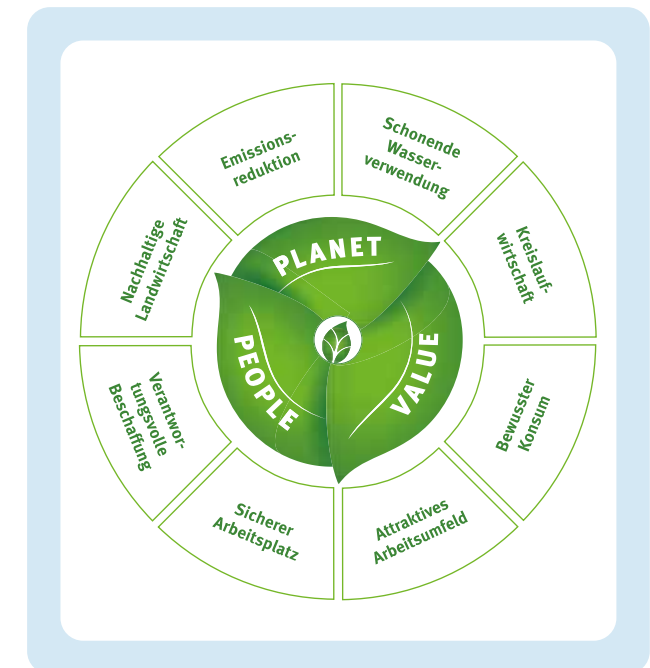 Emissions-
reduktion
Schonende
Wasser-
verwendung
Kreislauf-
wirtschaft
Bewusster
Konsum
Attraktives
Arbeitsumfeld
Sicherer
Arbeitsplatz
Verantwor-
tungsvolle
Beschaffung
Nachhaltige
Landwirtschaft
PLANET
VALUE
PEOPLE